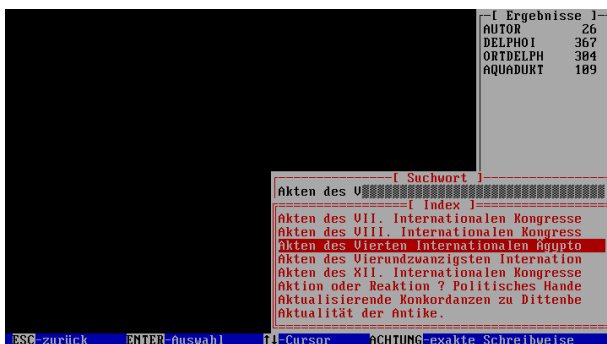 [ Ergebnisse ]
AUTOR 26
DELPHOI 367
ORTDELPH 304
AQUADUKT 109
[ Suchwort ]
Akten des V
[ Index ]
Akten des VII. Internationalen Kongresse
Akten des VIII. Internationalen Kongress
Akten des Vierten Internationalen Ägypto
Akten des Vierundzwanzigsten Internation
Akten des XII. Internationalen Kongresse
Aktion oder Reaktion ? Politisches Hande
Aktualisierende Konkordanzen zu Dittenbe
Aktualität der Antike.
ESC-zurück ENTER-Auswahl ↑↓-Cursor ACHTUNG-exakte Schreibweise